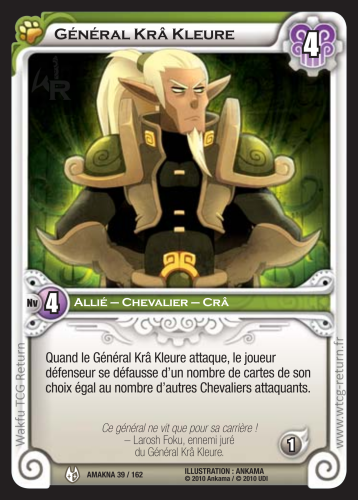 Général Krâ Kleure
4
Nv 4
Allié – Chevalier – Crâ
Quand le Général Krâ Kleure attaque, le joueur
défenseur se défausse d'un nombre de cartes de son
choix égal au nombre d'autres Chevaliers attaquants.
Ce général ne vit que pour sa carrière !
– Larosh Foku, ennemi juré
du Général Krâ Kleure.
1
AMAKNA 39 / 162
ILLUSTRATION : ANKAMA
© 2010 Ankama / © 2010 UDI
Wakfu TCG Return
www.wtcg-return.fr